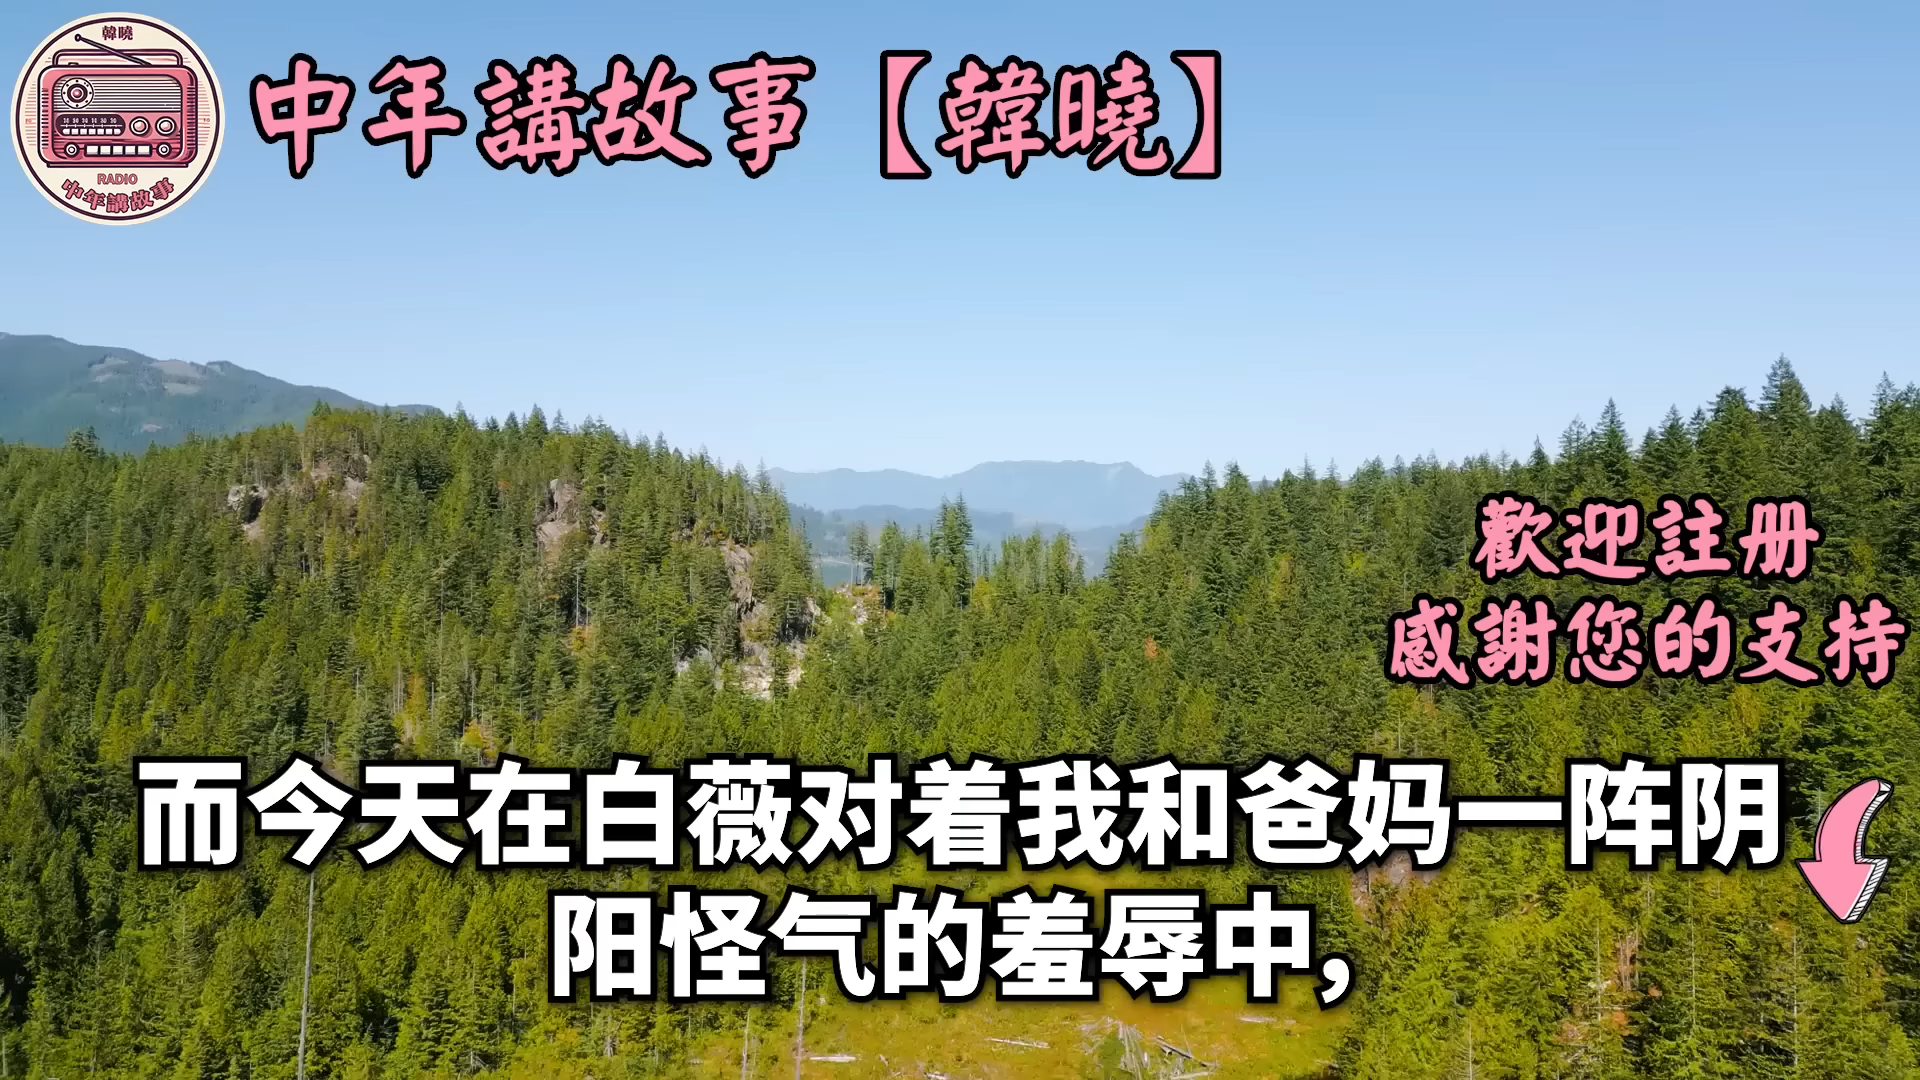 韓曉
RADIO
中年講故事
中年講故事【韓曉】
歡迎註册
感謝您的支持
而今天在白薇对着我和爸妈一阵阴
阳怪气的羞辱中,